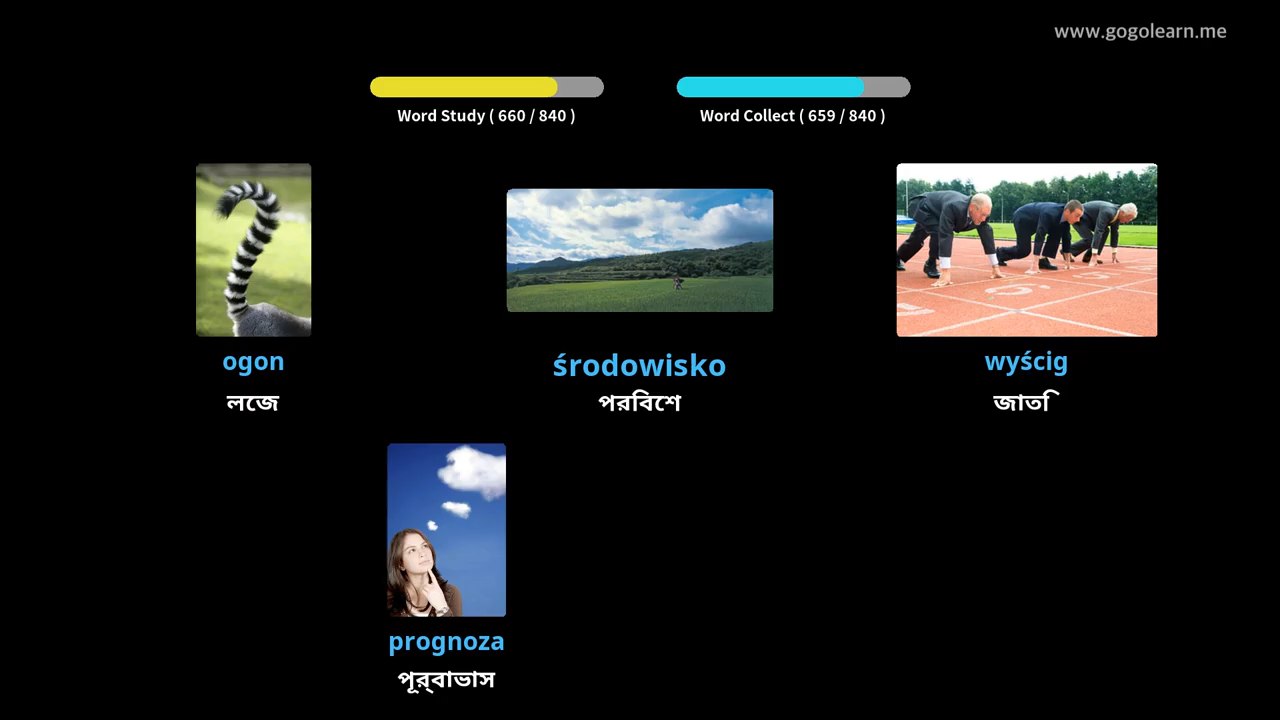 www.gogolearn.me
Word Study ( 660 / 840 )
Word Collect ( 659 / 840 )
ogon
লেজ
środowisko
পরিবেশ
wyścig
জাতি
prognoza
পূর্বাভাস